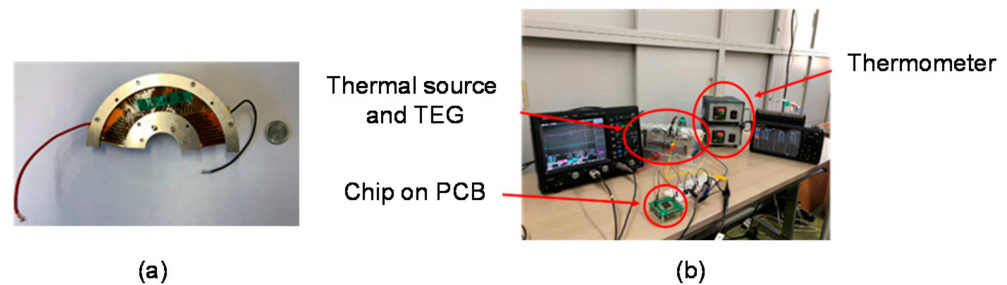 Thermal source
and TEG
Chip on PCB
Thermometer
(a)
(b)